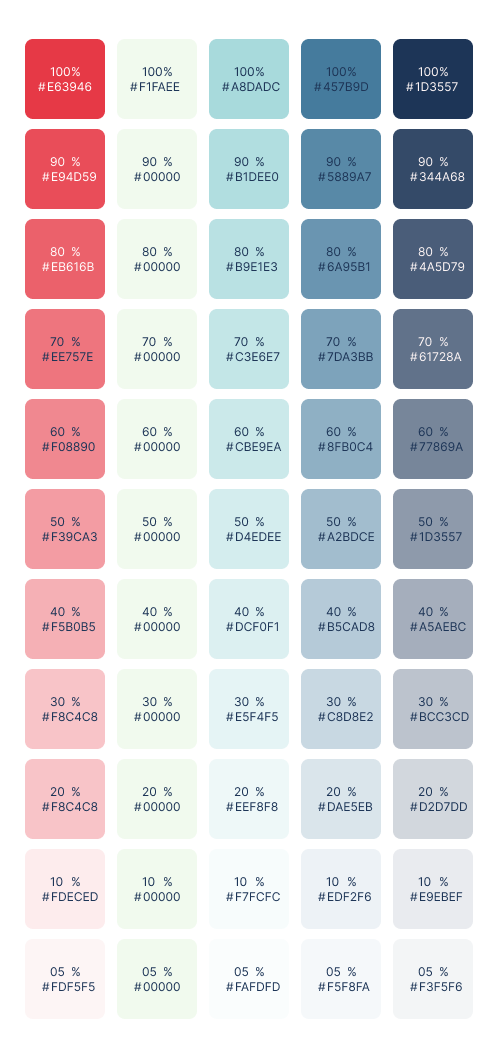 100%
#E63946
100%
#F1FAEE
100%
#A8DADC
100%
#457B9D
100%
#1D3557
90 %
#E94D59
90 %
#00000
90 %
#B1DEE0
90 %
#5889A7
90 %
#344A68
80 %
#EB616B
80 %
#00000
80 %
#B9E1E3
80 %
#6A95B1
80 %
#4A5D79
70 %
#EE757E
70 %
#00000
70 %
#C3E6E7
70 %
#7DA3BB
70 %
#61728A
60 %
#F08890
60 %
#00000
60 %
#CBE9EA
60 %
#8FB0C4
60 %
#77869A
50 %
#F39CA3
50 %
#00000
50 %
#D4EDEE
50 %
#A2BDCE
50 %
#1D3557
40 %
#F5B0B5
40 %
#00000
40 %
#DCF0F1
40 %
#B5CAD8
40 %
#A5AEBC
30 %
#F8C4C8
30 %
#00000
30 %
#E5F4F5
30 %
#C8D8E2
30 %
#BCC3CD
20 %
#F8C4C8
20 %
#00000
20 %
#EEF8F8
20 %
#DAE5EB
20 %
#D2D7DD
10 %
#FDECED
10 %
#00000
10 %
#F7FCFC
10 %
#EDF2F6
10 %
#E9EBEF
05 %
#FDF5F5
05 %
#00000
05 %
#FAFDFD
05 %
#F5F8FA
05 %
#F3F5F6